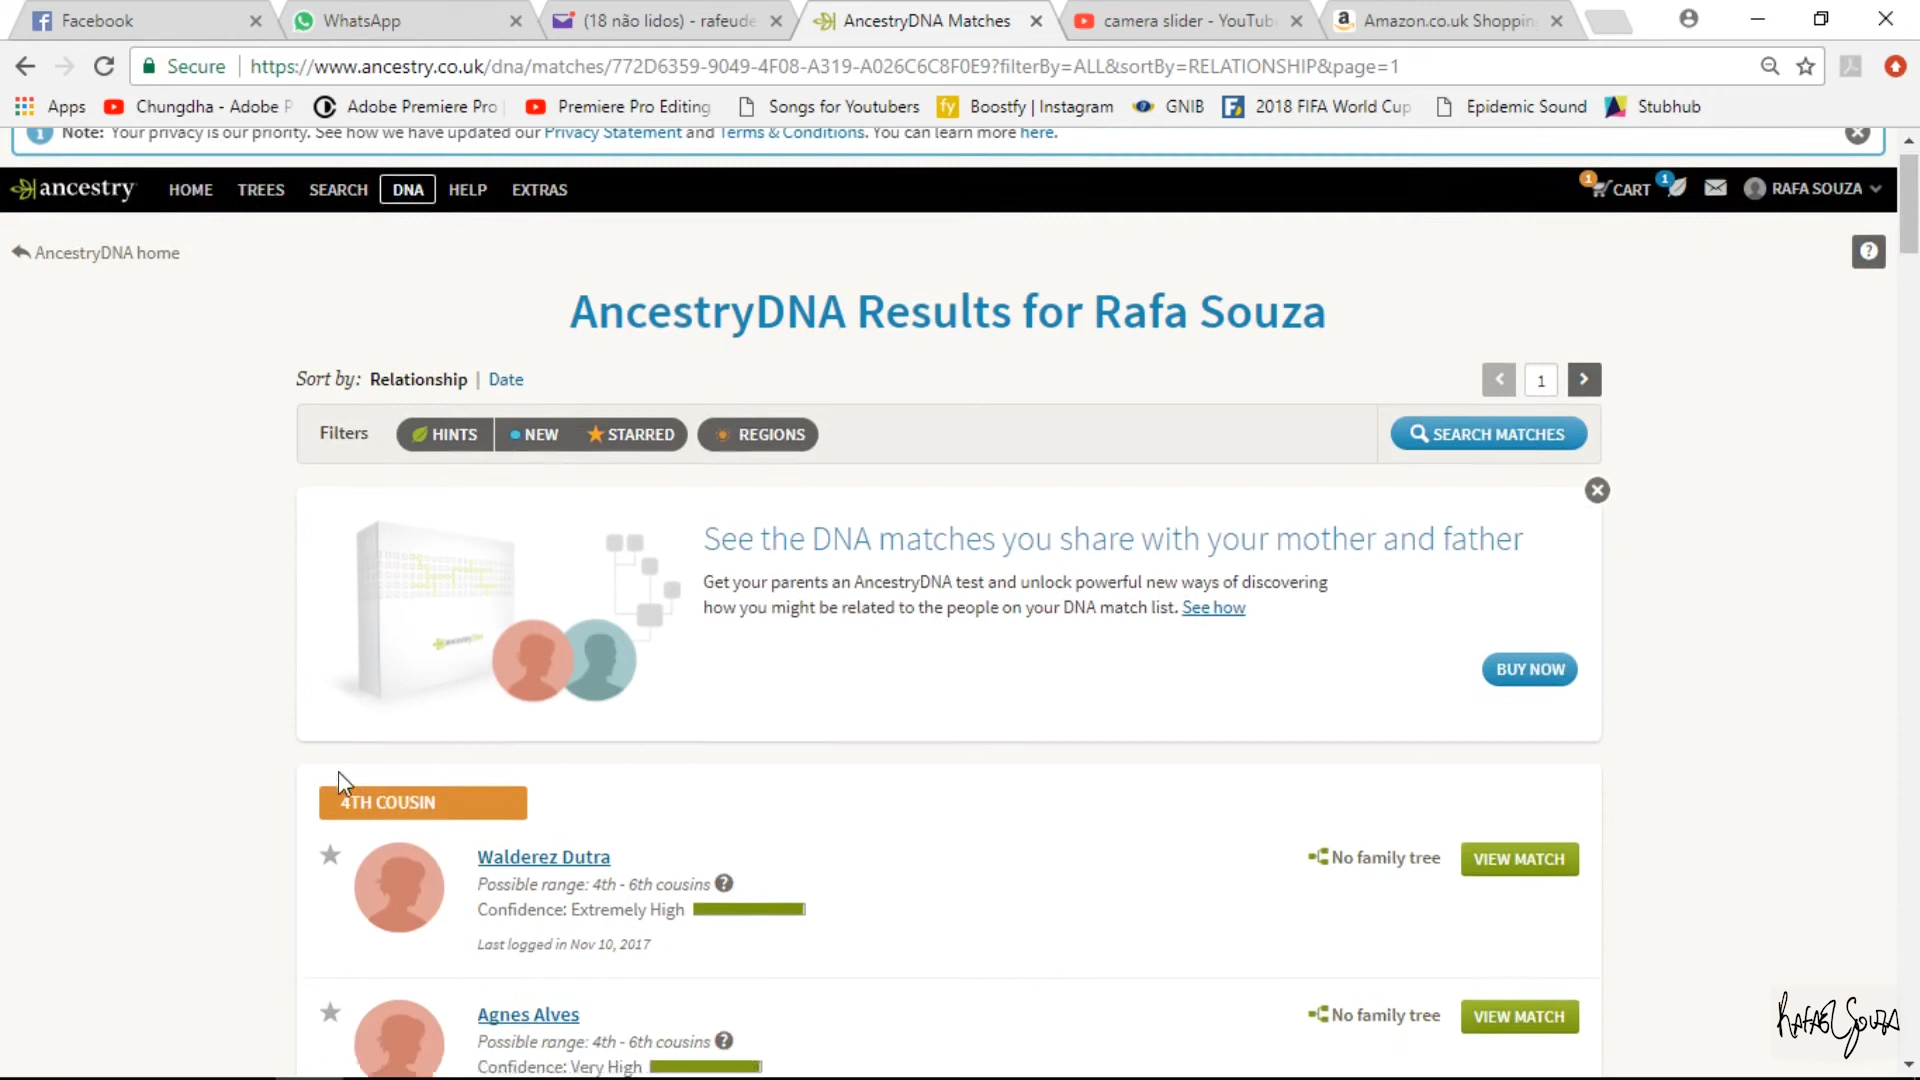 Facebook
WhatsApp
(18 não lidos) - rafeude
AncestryDNA Matches
camera slider - YouTub
Amazon.co.uk Shoppin
Secure
https://www.ancestry.co.uk/dna/matches/772D6359-9049-4F08-A319-A026C6C8F0E9?filterBy=ALL&sortBy=RELATIONSHIP&page=1
Apps
Chungdha - Adobe P
Adobe Premiere Pro
Premiere Pro Editing
Songs for Youtubers
fy Boostfy | Instagram
GNIB
2018 FIFA World Cup
Epidemic Sound
Stubhub
Note: Your privacy is our priority. See how we have updated our Privacy Statement and Terms & Conditions. You can learn more here.
ancestry
HOME
TREES
SEARCH
DNA
HELP
EXTRAS
1 CART
1
RAFA SOUZA
AncestryDNA home
?
AncestryDNA Results for Rafa Souza
Sort by: Relationship | Date
1
Filters
HINTS
NEW
STARRED
REGIONS
SEARCH MATCHES
See the DNA matches you share with your mother and father
Get your parents an AncestryDNA test and unlock powerful new ways of discovering
how you might be related to the people on your DNA match list. See how
ancestryDNA
BUY NOW
4TH COUSIN
Walderez Dutra
Possible range: 4th - 6th cousins ?
Confidence: Extremely High
Last logged in Nov 10, 2017
No family tree
VIEW MATCH
Agnes Alves
Possible range: 4th - 6th cousins ?
Confidence: Very High
No family tree
VIEW MATCH
Rafael Souza